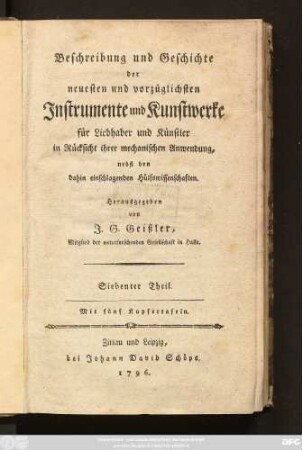 Beschreibung und Geschichte
der
neuesten und vorzüglichsten
Instrumente und Kunstwerke
für Liebhaber und Künstler
in Rücksicht ihrer mechanischen Anwendung,
nebst den
dahin einschlagenden Hülfswissenschaften.
Herausgegeben
von
J. G. Geißler,
Mitglied der naturforschenden Gesellschaft in Halle.
Siebenter Theil.
Mit fünf Kupfertafeln.
Zittau und Leipzig,
bei Johann David Schöps,
1796.